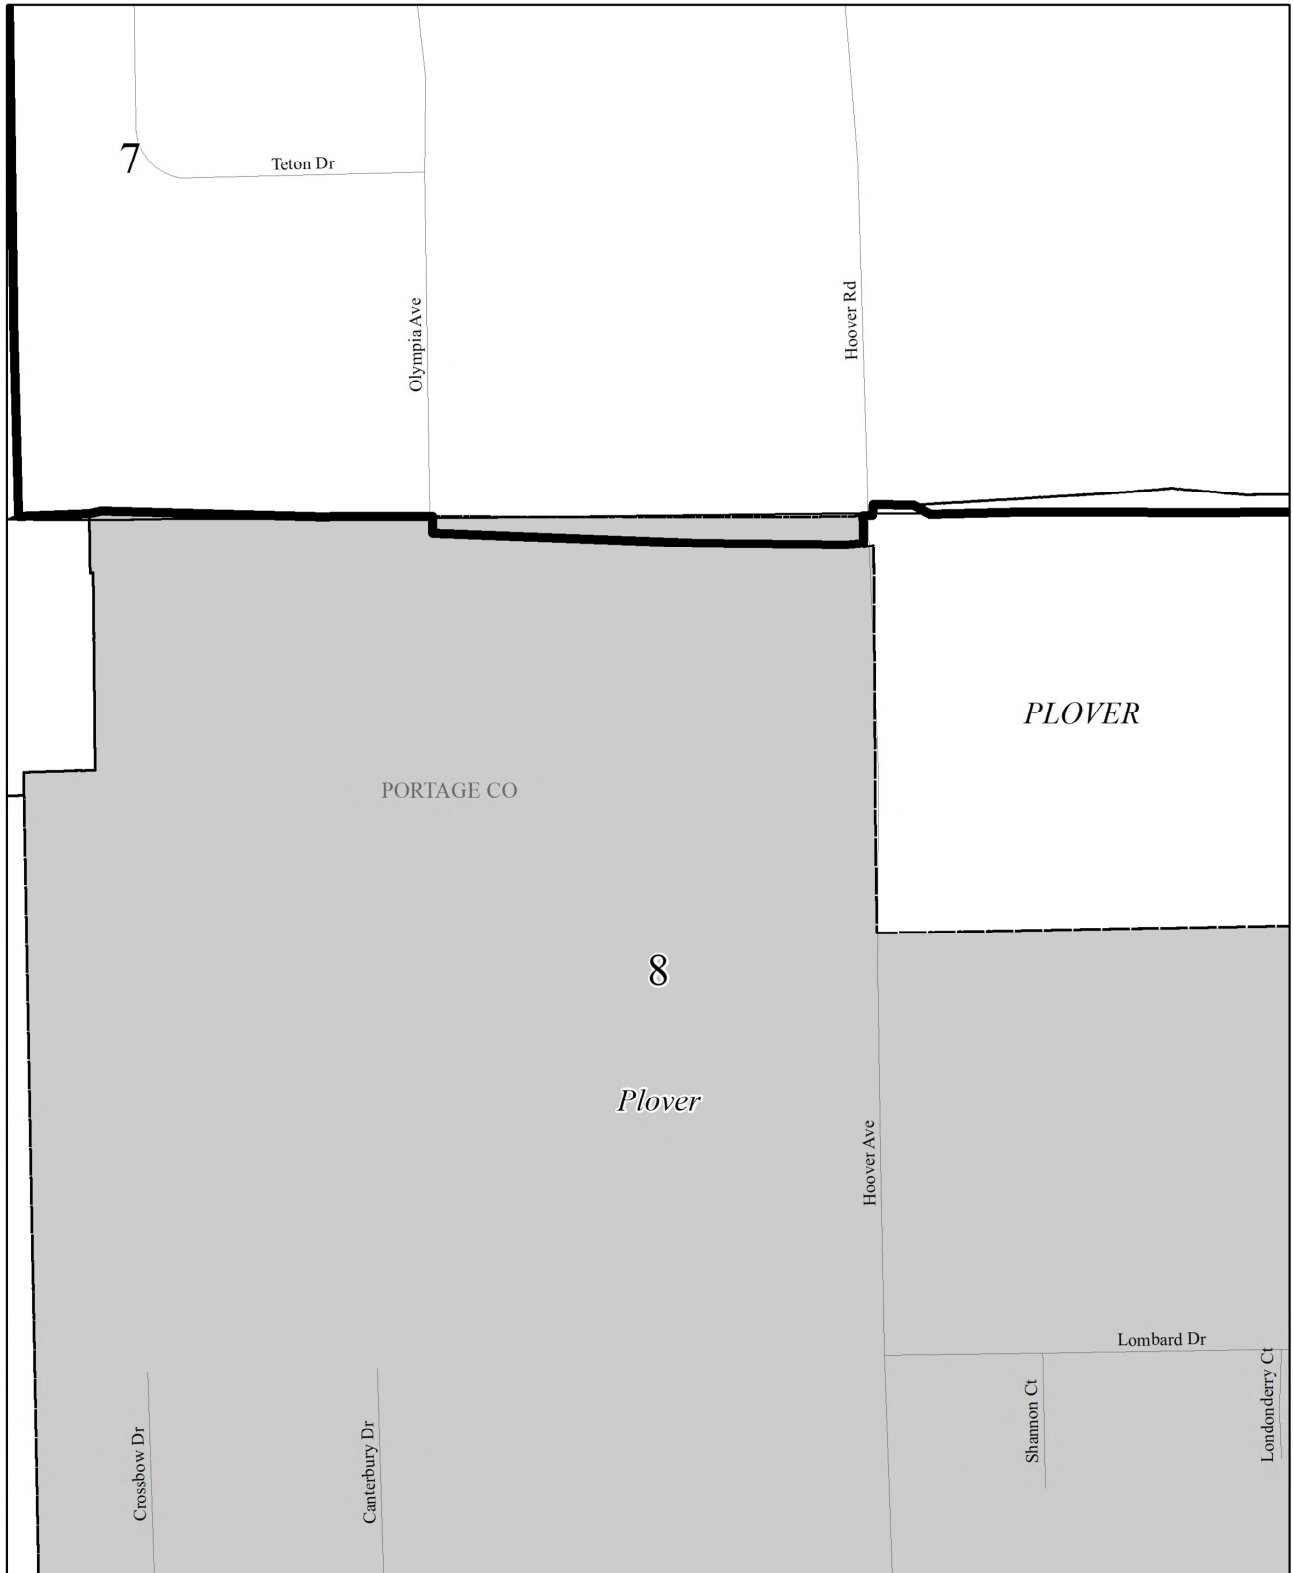 7
Teton Dr
Olympia Ave
Hoover Rd
PLOVER
PORTAGE CO
8
Plover
Hoover Ave
Lombard Dr
Crossbow Dr
Canterbury Dr
Shannon Ct
Londonderry Ct